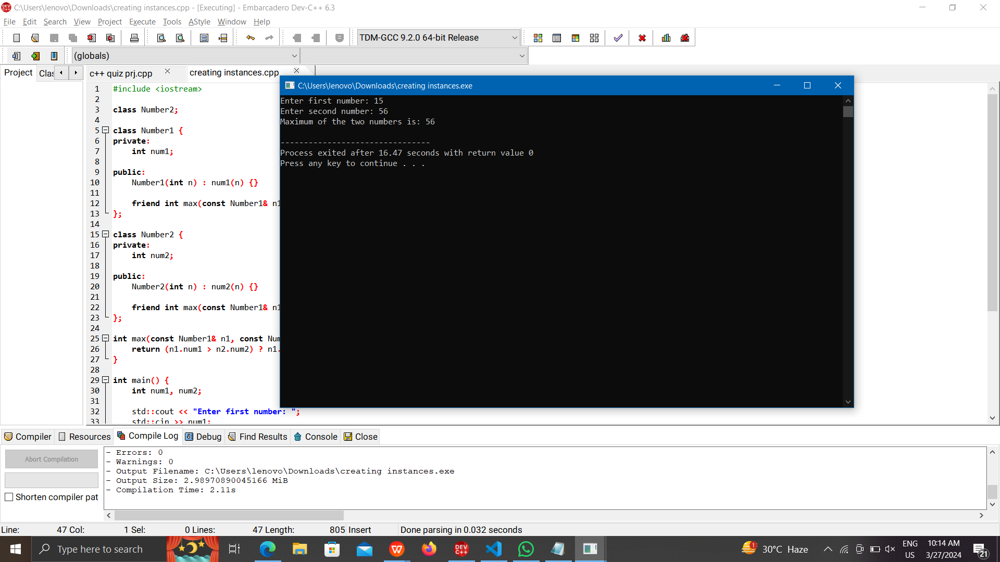 C:\Users\lenovo\Downloads\creating instances.cpp - [Executing] - Embarcadero Dev-C++ 6.3
File Edit Search View Project Execute Tools AStyle Window Help
TDM-GCC 9.2.0 64-bit Release
(globals)
Project Clas c++ quiz prj.cpp creating instances.cpp
C:\Users\lenovo\Downloads\creating instances.exe
Enter first number: 15
Enter second number: 56
Maximum of the two numbers is: 56
--------------------------------
Process exited after 16.47 seconds with return value 0
Press any key to continue . . .
1 #include <iostream>
2
3 class Number2;
4
5 class Number1 {
6 private:
7 int num1;
8
9 public:
10 Number1(int n) : num1(n) {}
11
12 friend int max(const Number1& n1
13 };
14
15 class Number2 {
16 private:
17 int num2;
18
19 public:
20 Number2(int n) : num2(n) {}
21
22 friend int max(const Number1& n1
23 };
24
25 int max(const Number1& n1, const Num
26 return (n1.num1 > n2.num2) ? n1.
27 }
28
29 int main() {
30 int num1, num2;
31
32 std::cout << "Enter first number: ";
33 std::cin >> num1;
Compiler Resources Compile Log Debug Find Results Console Close
Abort Compilation
Shorten compiler pat
- Errors: 0
- Warnings: 0
- Output Filename: C:\Users\lenovo\Downloads\creating instances.exe
- Output Size: 2.98970890045166 MiB
- Compilation Time: 2.11s
Line: 47 Col: 1 Sel: 0 Lines: 47 Length: 805 Insert Done parsing in 0.032 seconds
Type here to search
DEV C++
1
30°C Haze
ENG
US
10:14 AM
3/27/2024
21